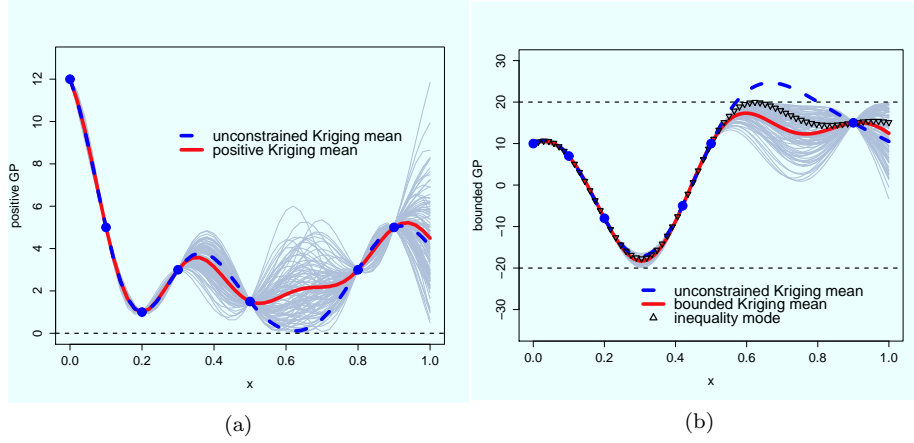 positive GP
12
10
8
6
4
2
0
unconstrained Kriging mean
positive Kriging mean
0.0 0.2 0.4 0.6 0.8 1.0
x
(a)
bounded GP
30
20
10
0
−10
−20
−30
unconstrained Kriging mean
bounded Kriging mean
inequality mode
0.0 0.2 0.4 0.6 0.8 1.0
x
(b)